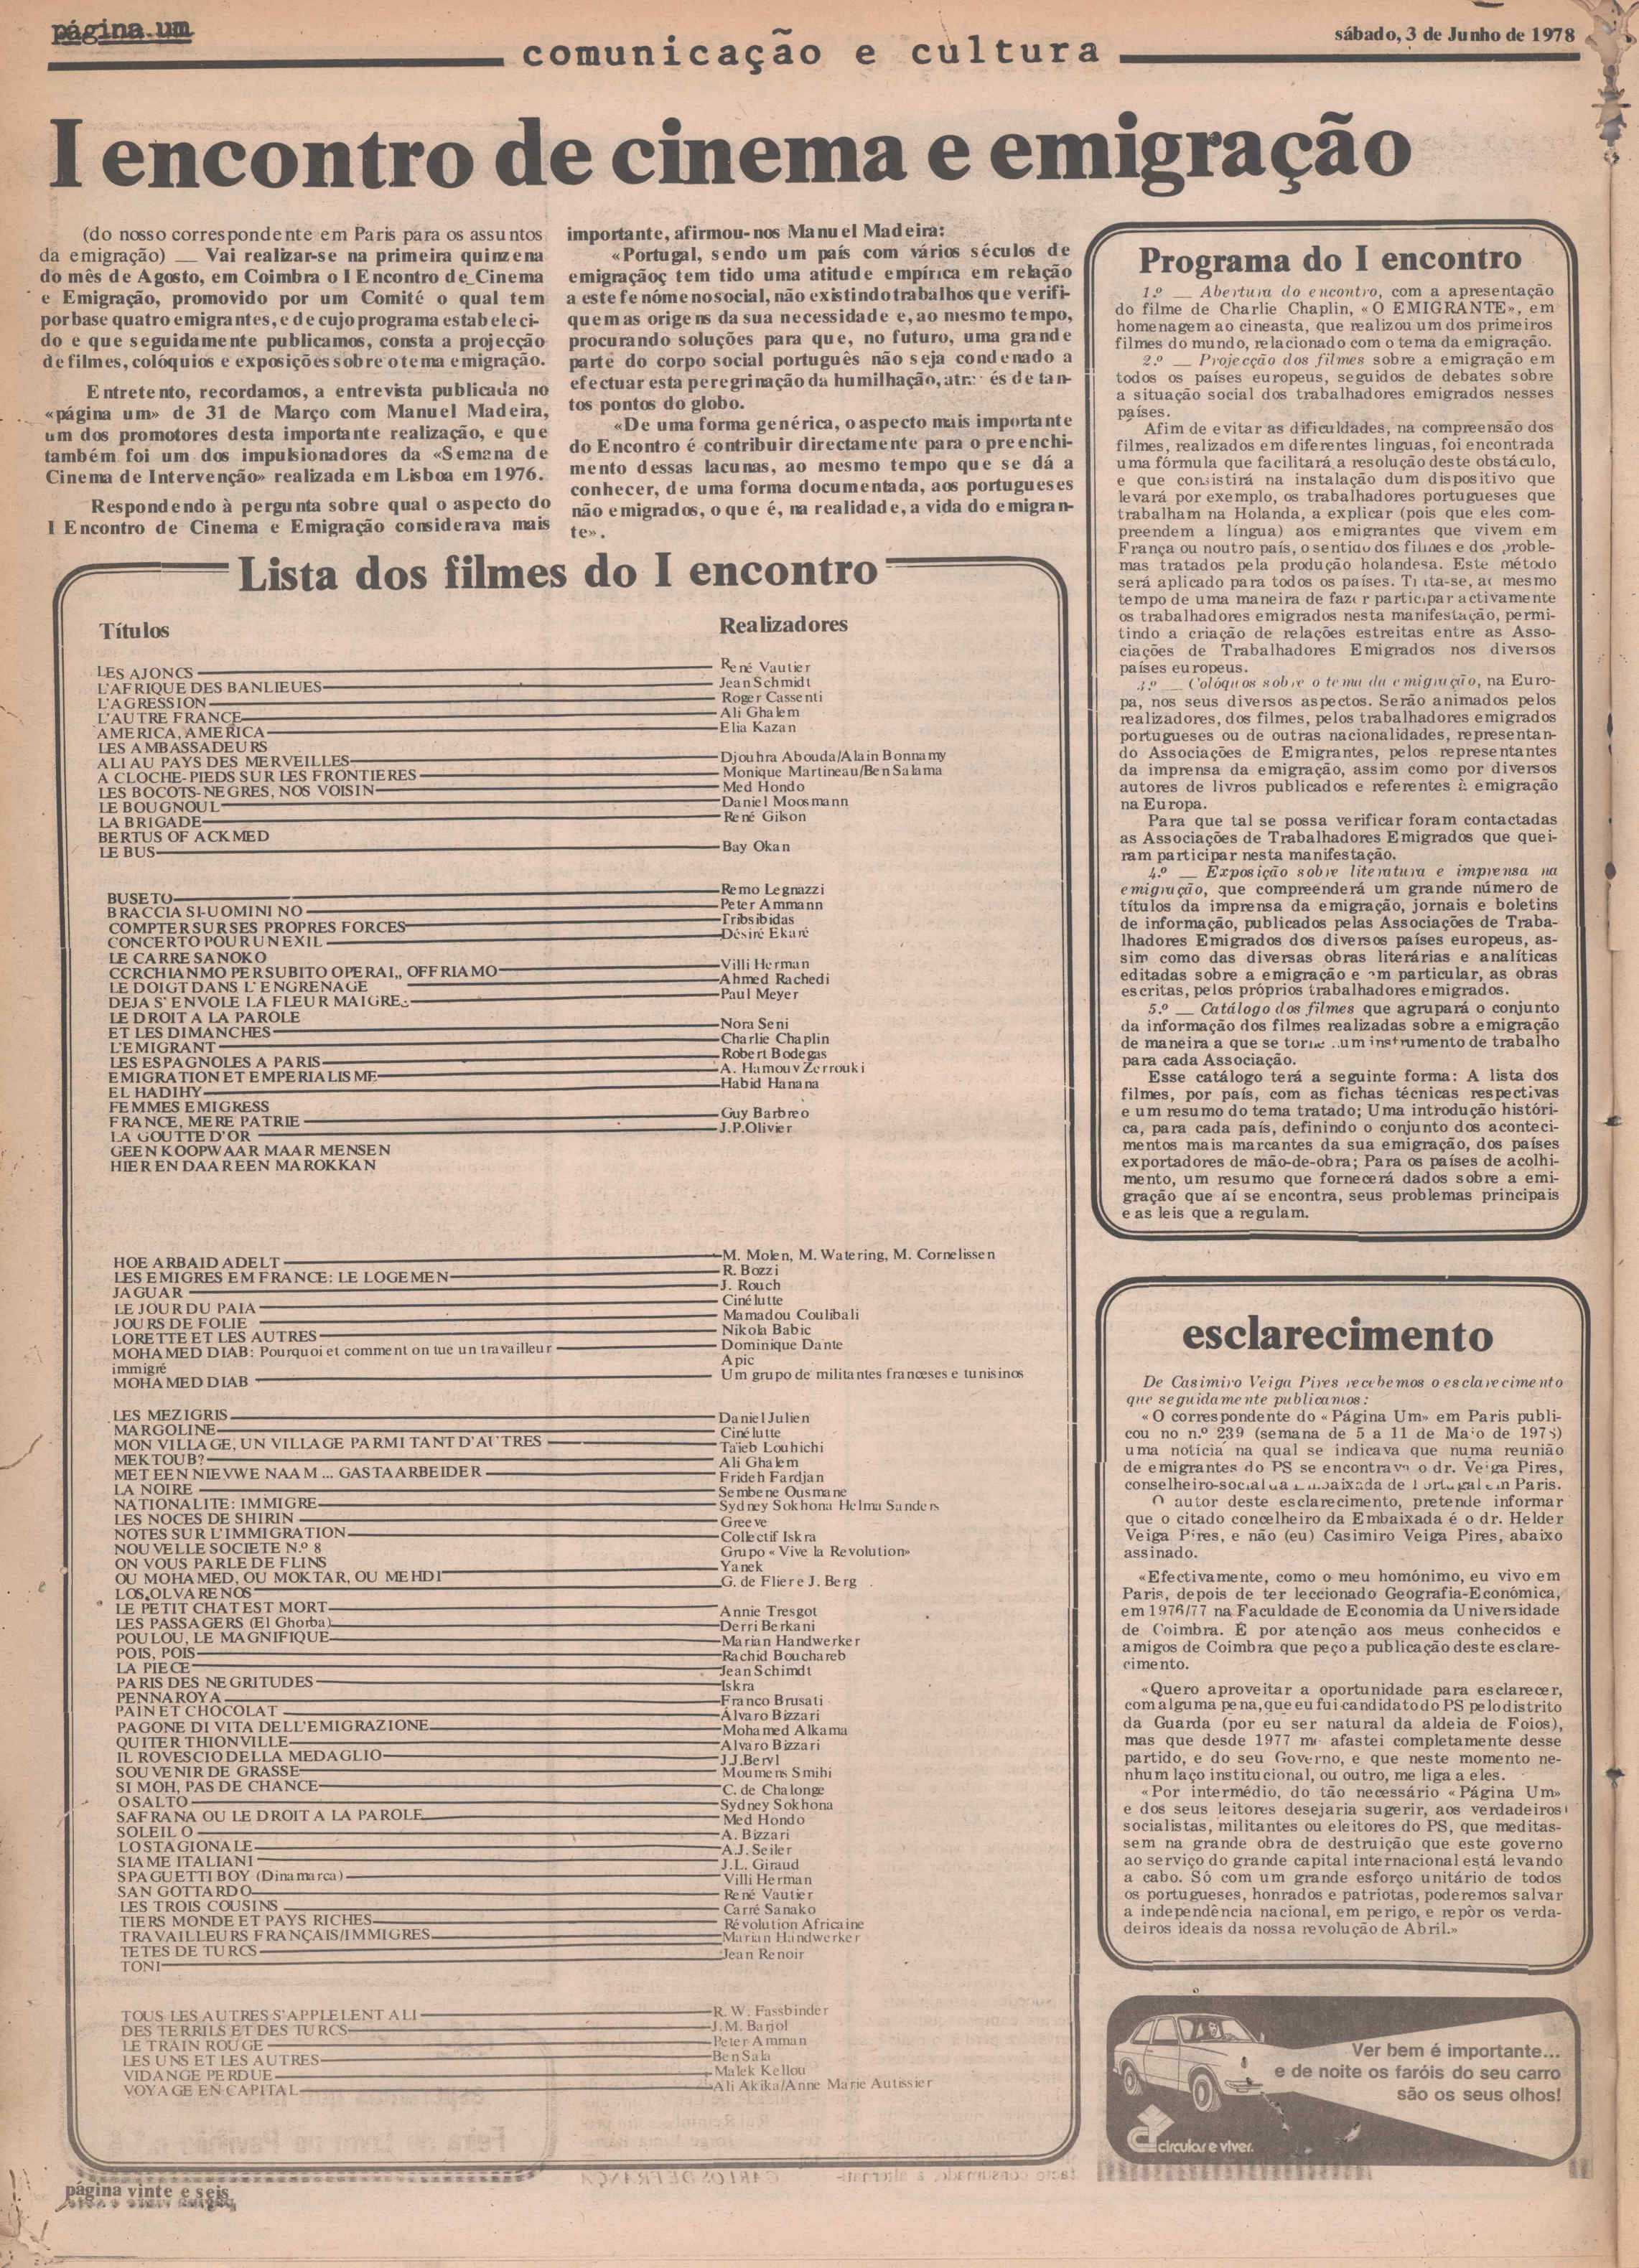 página um
comunicação e cultura
sábado, 3 de Junho de 1978
I encontro de cinema e emigração
(do nosso correspondente em Paris para os assuntos
da emigração) — Vai realizar-se na primeira quinzena
do mês de Agosto, em Coimbra o I Encontro de Cinema
e Emigração, promovido por um Comité o qual tem
por base quatro emigrantes, e de cujo programa estabeleci-
do e que seguidamente publicamos, consta a projecção
de filmes, colóquios e exposições sobre o tema emigração.
Entretento, recordamos, a entrevista publicada no
«página um» de 31 de Março com Manuel Madeira,
um dos promotores desta importante realização, e que
também foi um dos impulsionadores da «Semana de
Cinema de Intervenção» realizada em Lisboa em 1976.
Respondendo à pergunta sobre qual o aspecto do
I Encontro de Cinema e Emigração considerava mais
importante, afirmou-nos Manuel Madeira:
«Portugal, sendo um país com vários séculos de
emigraçãoç tem tido uma atitude empírica em relação
a este fenómeno social, não existindo trabalhos que verifi-
quem as origens da sua necessidade e, ao mesmo tempo,
procurando soluções para que, no futuro, uma grande
parte do corpo social português não seja condenado a
efectuar esta peregrinação da humilhação, através de tan-
tos pontos do globo.
«De uma forma genérica, o aspecto mais importante
do Encontro é contribuir directamente para o preenchi-
mento dessas lacunas, ao mesmo tempo que se dá a
conhecer, de uma forma documentada, aos portugueses
não emigrados, o que é, na realidade, a vida do emigran-
te».
Lista dos filmes do I encontro
Títulos
Realizadores
LES AJONCS — René Vautier
L'AFRIQUE DES BANLIEUES — Jean Schmidt
L'AGRESSION — Roger Cassenti
L'AUTRE FRANCE — Ali Ghalem
AMERICA, AMERICA — Elia Kazan
LES AMBASSADEURS
ALI AU PAYS DES MERVEILLES — Djouhra Abouda/Alain Bonnamy
A CLOCHE-PIEDS SUR LES FRONTIERES — Monique Martineau/Ben Salama
LES BOCOTS-NEGRES, NOS VOISIN — Med Hondo
LE BOUGNOUL — Daniel Moosmann
LA BRIGADE — René Gilson
BERTUS OF ACKMED
LE BUS — Bay Okan
BUSETO — Remo Legnazzi
BRACCIA SI-UOMINI NO — Peter Ammann
COMPTER SUR SES PROPRES FORCES — Tribsibidas
CONCERTO POUR UN EXIL — Désiré Ekaré
LE CARRE SANOKO
CCRCHIANMO PER SUBITO OPERAI,, OFFRIAMO — Villi Herman
LE DOIGT DANS L'ENGRENAGE — Ahmed Rachedi
DEJA S'ENVOLE LA FLEUR MAIGRE — Paul Meyer
LE DROIT A LA PAROLE
ET LES DIMANCHES — Nora Seni
L'EMIGRANT — Charlie Chaplin
LES ESPAGNOLES A PARIS — Robert Bodegas
EMIGRATION ET EMPERIALISME — A. Hamouv Zerrouki
EL HADIHY — Habid Hanana
FEMMES EMIGRESS
FRANCE, MERE PATRIE — Guy Barbreo
LA GOUTTE D'OR — J.P.Olivier
GEEN KOOPWAAR MAAR MENSEN
HIER EN DAAR EEN MAROKKAN
HOE ARBAID ADELT — M. Molen, M. Watering, M. Cornelissen
LES EMIGRES EM FRANCE: LE LOGEMEN — R. Bozzi
JAGUAR — J. Rouch
LE JOUR DU PAIA — Ciné lutte
JOURS DE FOLIE — Mamadou Coulibali
LORETTE ET LES AUTRES — Nikola Babic
MOHAMED DIAB: Pourquoi et comment on tue un travailleur — Dominique Dante
immigré Apic
MOHAMED DIAB — Um grupo de militantes franceses e tunisinos
LES MEZIGRIS — Daniel Julien
MARGOLINE — Ciné lutte
MON VILLAGE, UN VILLAGE PARMI TANT D'AUTRES — Taïeb Louhichi
MEKTOUB? — Ali Ghalem
MET EEN NIEVWE NAAM ... GASTAARBEIDER — Frideh Fardjan
LA NOIRE — Sembene Ousmane
NATIONALITE: IMMIGRE — Sydney Sokhona Helma Sanders
LES NOCES DE SHIRIN — Greeve
NOTES SUR L'IMMIGRATION — Collectif Iskra
NOUVELLE SOCIETE N.º 8 Grupo «Vive la Revolution»
ON VOUS PARLE DE FLINS Yanek
OU MOHAMED, OU MOKTAR, OU MEHDI — G. de Fliere J. Berg
LOS OLVARENOS
LE PETIT CHAT EST MORT — Annie Tresgot
LES PASSAGERS (El Ghorba) — Derri Berkani
POULOU, LE MAGNIFIQUE — Marian Handwerker
POIS, POIS — Rachid Bouchareb
LA PIECE — Jean Schimdt
PARIS DES NEGRITUDES — Iskra
PENNAROYA — Franco Brusati
PAIN ET CHOCOLAT — Alvaro Bizzari
PAGONE DI VITA DELL'EMIGRAZIONE — Mohamed Alkama
QUITER THIONVILLE — Alvaro Bizzari
IL ROVESCIO DELLA MEDAGLIO — J.J.Beryl
SOUVENIR DE GRASSE — Moumens Smihi
SI MOH, PAS DE CHANCE — C. de Chalonge
O SALTO — Sydney Sokhona
SAFRANA OU LE DROIT A LA PAROLE — Med Hondo
SOLEIL O — A. Bizzari
LO STAGIONALE — A.J. Seiler
SIAME ITALIANI — J.L. Giraud
SPAGUETTI BOY (Dinamarca) — Villi Herman
SAN GOTTARDO — René Vautier
LES TROIS COUSINS — Carré Sanako
TIERS MONDE ET PAYS RICHES — Révolution Africaine
TRAVAILLEURS FRANÇAIS/IMMIGRES — Marian Handwerker
TETES DE TURCS — Jean Renoir
TONI
TOUS LES AUTRES S'APPLELENT ALI — R. W. Fassbinder
DES TERRILS ET DES TURCS — J.M. Barjol
LE TRAIN ROUGE — Peter Amman
LES UNS ET LES AUTRES — Ben Sala
VIDANGE PERDUE — Malek Kellou
VOYAGE EN CAPITAL — Ali Akika/Anne Marie Autissier
Programa do I encontro
1.º — Abertura do encontro, com a apresentação
do filme de Charlie Chaplin, «O EMIGRANTE», em
homenagem ao cineasta, que realizou um dos primeiros
filmes do mundo, relacionado com o tema da emigração.
2.º — Projecção dos filmes sobre a emigração em
todos os países europeus, seguidos de debates sobre
a situação social dos trabalhadores emigrados nesses
países.
Afim de evitar as dificuldades, na compreensão dos
filmes, realizados em diferentes linguas, foi encontrada
uma fórmula que facilitará a resolução deste obstáculo,
e que consistirá na instalação dum dispositivo que
levará por exemplo, os trabalhadores portugueses que
trabalham na Holanda, a explicar (pois que eles com-
preendem a língua) aos emigrantes que vivem em
França ou noutro país, o sentido dos filmes e dos proble-
mas tratados pela produção holandesa. Este método
será aplicado para todos os países. Trata-se, ao mesmo
tempo de uma maneira de fazer participar activamente
os trabalhadores emigrados nesta manifestação, permi-
tindo a criação de relações estreitas entre as Asso-
ciações de Trabalhadores Emigrados nos diversos
países europeus.
3.º — Colóquos sobre o tema da emigração, na Euro-
pa, nos seus diversos aspectos. Serão animados pelos
realizadores, dos filmes, pelos trabalhadores emigrados
portugueses ou de outras nacionalidades, representan-
do Associações de Emigrantes, pelos representantes
da imprensa da emigração, assim como por diversos
autores de livros publicados e referentes à emigração
na Europa.
Para que tal se possa verificar foram contactadas
as Associações de Trabalhadores Emigrados que quei-
ram participar nesta manifestação.
4.º — Exposição sobre literatura e imprensa na
emigração, que compreenderá um grande número de
títulos da imprensa da emigração, jornais e boletins
de informação, publicados pelas Associações de Traba-
lhadores Emigrados dos diversos países europeus, as-
sim como das diversas obras literárias e analíticas
editadas sobre a emigração e em particular, as obras
escritas, pelos próprios trabalhadores emigrados.
5.º — Catálogo dos filmes que agrupará o conjunto
da informação dos filmes realizadas sobre a emigração
de maneira a que se torne um instrumento de trabalho
para cada Associação.
Esse catálogo terá a seguinte forma: A lista dos
filmes, por país, com as fichas técnicas respectivas
e um resumo do tema tratado; Uma introdução históri-
ca, para cada país, definindo o conjunto dos aconteci-
mentos mais marcantes da sua emigração, dos países
exportadores de mão-de-obra; Para os países de acolhi-
mento, um resumo que fornecerá dados sobre a emi-
gração que aí se encontra, seus problemas principais
e as leis que a regulam.
esclarecimento
De Casimiro Veiga Pires recebemos o esclarecimento
que seguidamente publicamos:
«O correspondente do «Página Um» em Paris publi-
cou no n.º 239 (semana de 5 a 11 de Maio de 1978)
uma notícia na qual se indicava que numa reunião
de emigrantes do PS se encontrava o dr. Veiga Pires,
conselheiro-social da Embaixada de Portugal em Paris.
O autor deste esclarecimento, pretende informar
que o citado concelheiro da Embaixada é o dr. Helder
Veiga Pires, e não (eu) Casimiro Veiga Pires, abaixo
assinado.
«Efectivamente, como o meu homónimo, eu vivo em
Paris, depois de ter leccionado Geografia-Económica,
em 1976/77 na Faculdade de Economia da Universidade
de Coimbra. E por atenção aos meus conhecidos e
amigos de Coimbra que peço a publicação deste esclare-
cimento.
«Quero aproveitar a oportunidade para esclarecer,
com alguma pena, que eu fui candidato do PS pelo distrito
da Guarda (por eu ser natural da aldeia de Foios),
mas que desde 1977 me afastei completamente desse
partido, e do seu Governo, e que neste momento ne-
nhum laço institucional, ou outro, me liga a eles.
«Por intermédio, do tão necessário «Página Um»
e dos seus leitores desejaria sugerir, aos verdadeiros
socialistas, militantes ou eleitores do PS, que meditas-
sem na grande obra de destruição que este governo
ao serviço do grande capital internacional está levando
a cabo. Só com um grande esforço unitário de todos
os portugueses, honrados e patriotas, poderemos salvar
a independência nacional, em perigo, e repòr os verda-
deiros ideais da nossa revolução de Abril.»
Ver bem é importante...
e de noite os faróis do seu carro
são os seus olhos!
circular e viver.
página vinte e seis